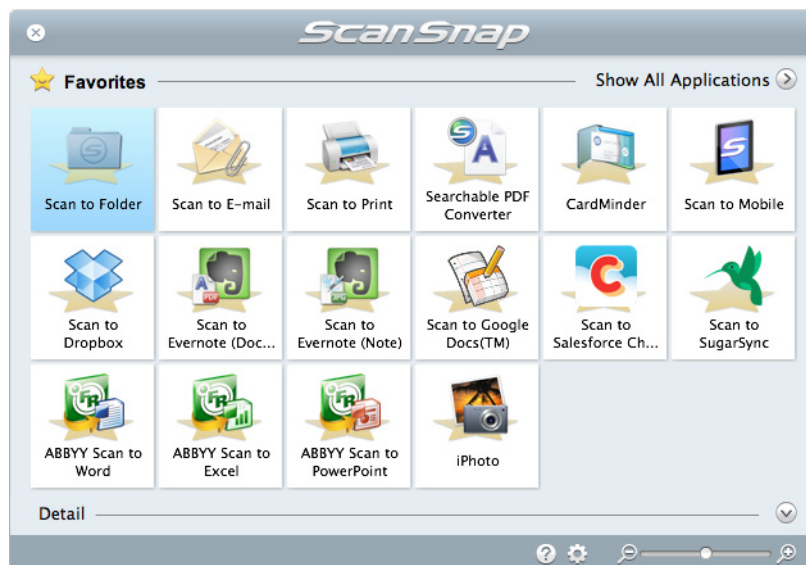 ScanSnap
Favorites
Show All Applications
Scan to Folder
Scan to E-mail
Scan to Print
Searchable PDF
Converter
CardMinder
Scan to Mobile
Scan to
Dropbox
Scan to
Evernote (Doc...
Scan to
Evernote (Note)
Scan to Google
Docs(TM)
Scan to
Salesforce Ch...
Scan to
SugarSync
ABBYY Scan to
Word
ABBYY Scan to
Excel
ABBYY Scan to
PowerPoint
iPhoto
Detail